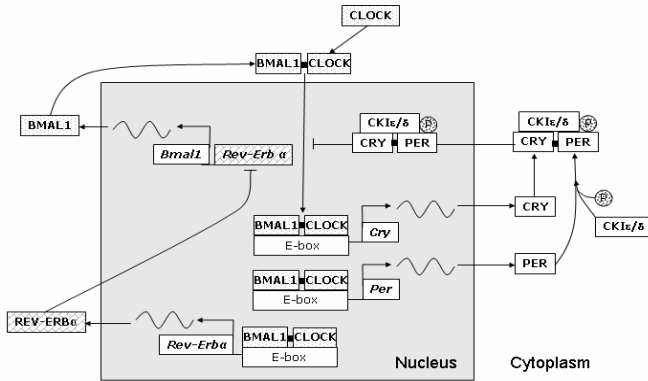 CLOCK
BMAL1 CLOCK
BMAL1
CKIε/δ P
CRY PER
CKIε/δ P
CRY PER
Bmal1 Rev-Erb α
P
CRY
CKIε/δ
BMAL1 CLOCK
E-box
Gry
BMAL1 CLOCK
E-box
Per
PER
REV-ERBα
Rev-Erbα
BMAL1 CLOCK
E-box
Nucleus
Cytoplasm